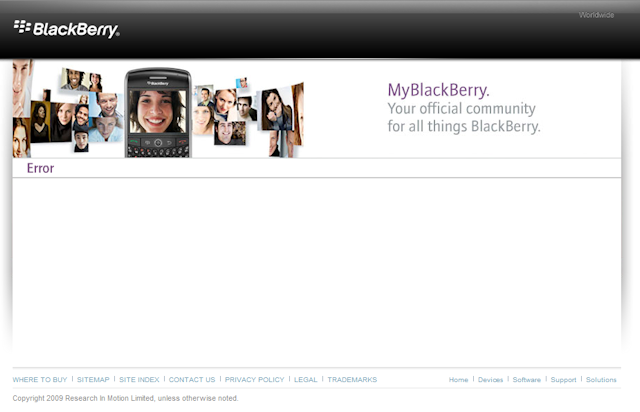 Worldwide
BlackBerry
BlackBerry
MyBlackBerry.
Your official community
for all things BlackBerry.
Error
WHERE TO BUY | SITEMAP | SITE INDEX | CONTACT US | PRIVACY POLICY | LEGAL | TRADEMARKS
Home | Devices | Software | Support | Solutions
Copyright 2009 Research In Motion Limited, unless otherwise noted.